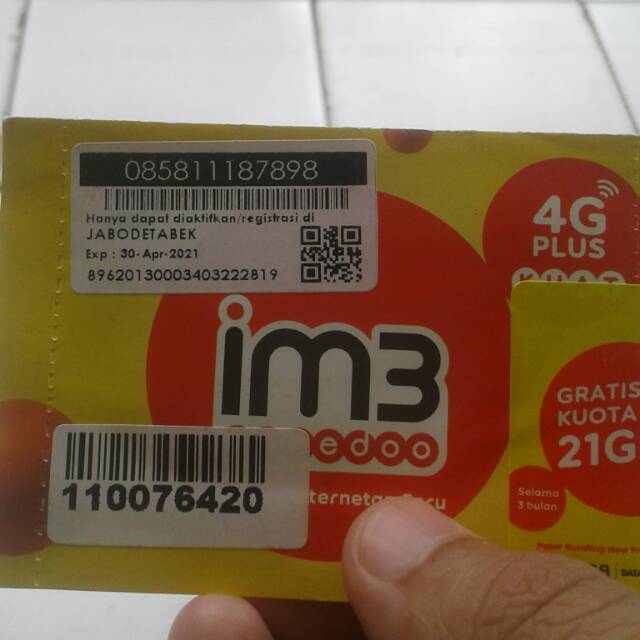 085811187898
Hanya dapat diaktifkan/registrasi di
JABODETABEK
Exp : 30-Apr-2021
89620130003403222819
4G
PLUS
im3
110076420
GRATIS
KUOTA
21G
Selama
3 bulan